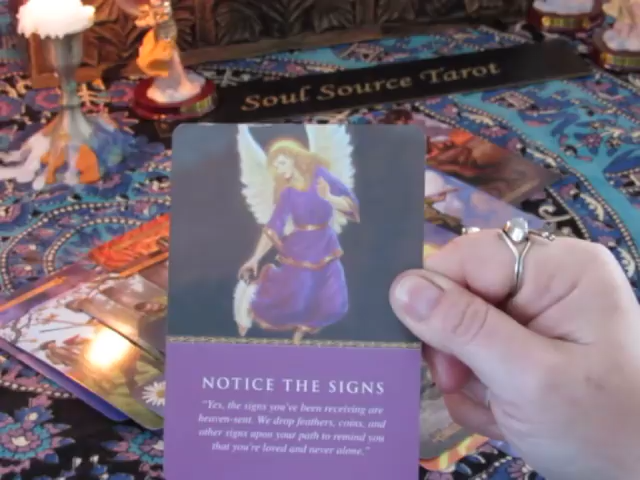 Soul Source Tarot
NOTICE THE SIGNS
"Yes, the signs you've been receiving are
heaven-sent. We drop feathers, coins, and
other signs upon your path to remind you
that you're loved and never alone."